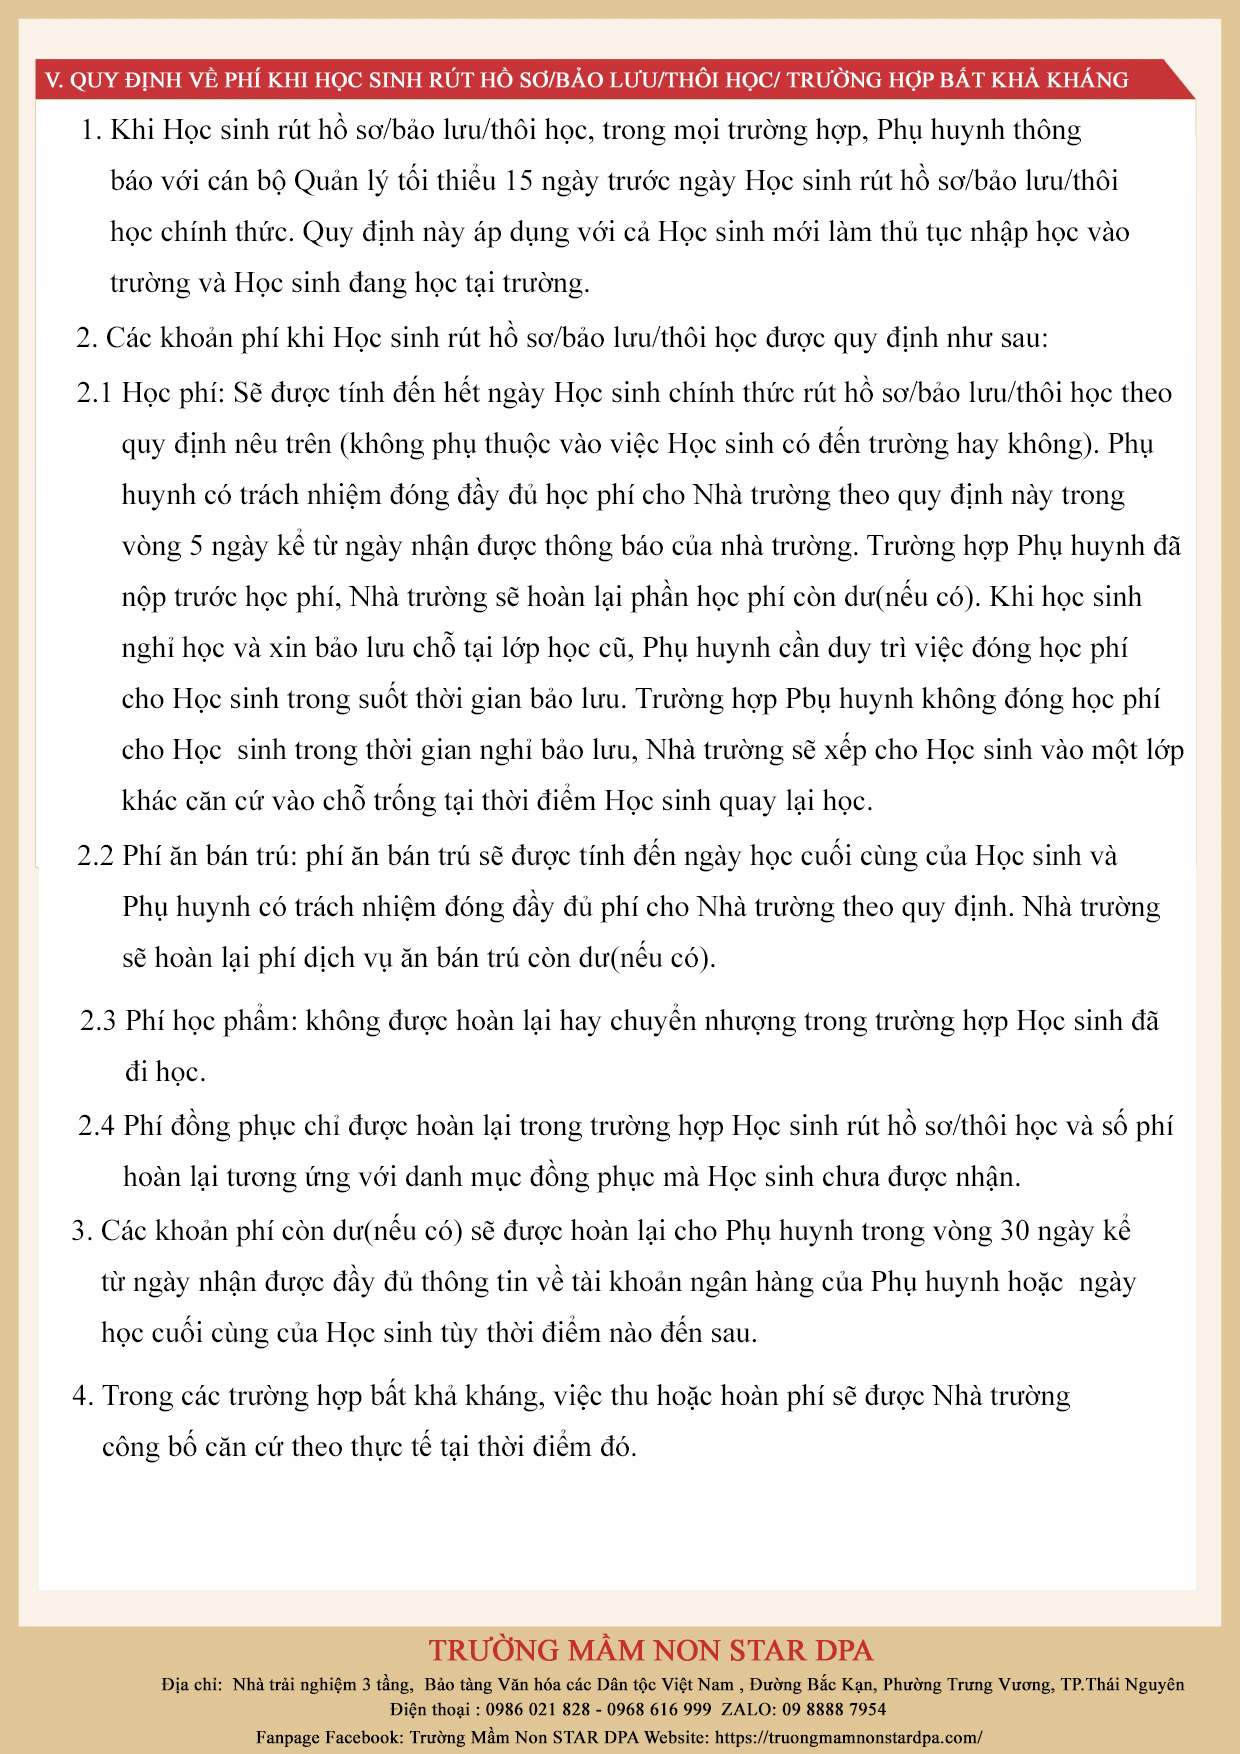 V. QUY ĐỊNH VỀ PHÍ KHI HỌC SINH RÚT HỒ SƠ/BẢO LƯU/THÔI HỌC/ TRƯỜNG HỢP BẤT KHẢ KHÁNG
1. Khi Học sinh rút hồ sơ/bảo lưu/thôi học, trong mọi trường hợp, Phụ huynh thông
báo với cán bộ Quản lý tối thiểu 15 ngày trước ngày Học sinh rút hồ sơ/bảo lưu/thôi
học chính thức. Quy định này áp dụng với cả Học sinh mới làm thủ tục nhập học vào
trường và Học sinh đang học tại trường.
2. Các khoản phí khi Học sinh rút hồ sơ/bảo lưu/thôi học được quy định như sau:
2.1 Học phí: Sẽ được tính đến hết ngày Học sinh chính thức rút hồ sơ/bảo lưu/thôi học theo
quy định nêu trên (không phụ thuộc vào việc Học sinh có đến trường hay không). Phụ
huynh có trách nhiệm đóng đầy đủ học phí cho Nhà trường theo quy định này trong
vòng 5 ngày kể từ ngày nhận được thông báo của nhà trường. Trường hợp Phụ huynh đã
nộp trước học phí, Nhà trường sẽ hoàn lại phần học phí còn dư(nếu có). Khi học sinh
nghỉ học và xin bảo lưu chỗ tại lớp học cũ, Phụ huynh cần duy trì việc đóng học phí
cho Học sinh trong suốt thời gian bảo lưu. Trường hợp Pbụ huynh không đóng học phí
cho Học  sinh trong thời gian nghỉ bảo lưu, Nhà trường sẽ xếp cho Học sinh vào một lớp
khác căn cứ vào chỗ trống tại thời điểm Học sinh quay lại học.
2.2 Phí ăn bán trú: phí ăn bán trú sẽ được tính đến ngày học cuối cùng của Học sinh và
Phụ huynh có trách nhiệm đóng đầy đủ phí cho Nhà trường theo quy định. Nhà trường
sẽ hoàn lại phí dịch vụ ăn bán trú còn dư(nếu có).
2.3 Phí học phẩm: không được hoàn lại hay chuyển nhượng trong trường hợp Học sinh đã
đi học.
2.4 Phí đồng phục chỉ được hoàn lại trong trường hợp Học sinh rút hồ sơ/thôi học và số phí
hoàn lại tương ứng với danh mục đồng phục mà Học sinh chưa được nhận.
3. Các khoản phí còn dư(nếu có) sẽ được hoàn lại cho Phụ huynh trong vòng 30 ngày kể
từ ngày nhận được đầy đủ thông tin về tài khoản ngân hàng của Phụ huynh hoặc  ngày
học cuối cùng của Học sinh tùy thời điểm nào đến sau.
4. Trong các trường hợp bất khả kháng, việc thu hoặc hoàn phí sẽ được Nhà trường
công bố căn cứ theo thực tế tại thời điểm đó.
TRƯỜNG MẦM NON STAR DPA
Địa chỉ:  Nhà trải nghiệm 3 tầng,  Bảo tàng Văn hóa các Dân tộc Việt Nam , Đường Bắc Kạn, Phường Trưng Vương, TP.Thái Nguyên
Điện thoại : 0986 021 828 - 0968 616 999  ZALO: 09 8888 7954
Fanpage Facebook: Trường Mầm Non STAR DPA Website: https://truongmamnonstardpa.com/